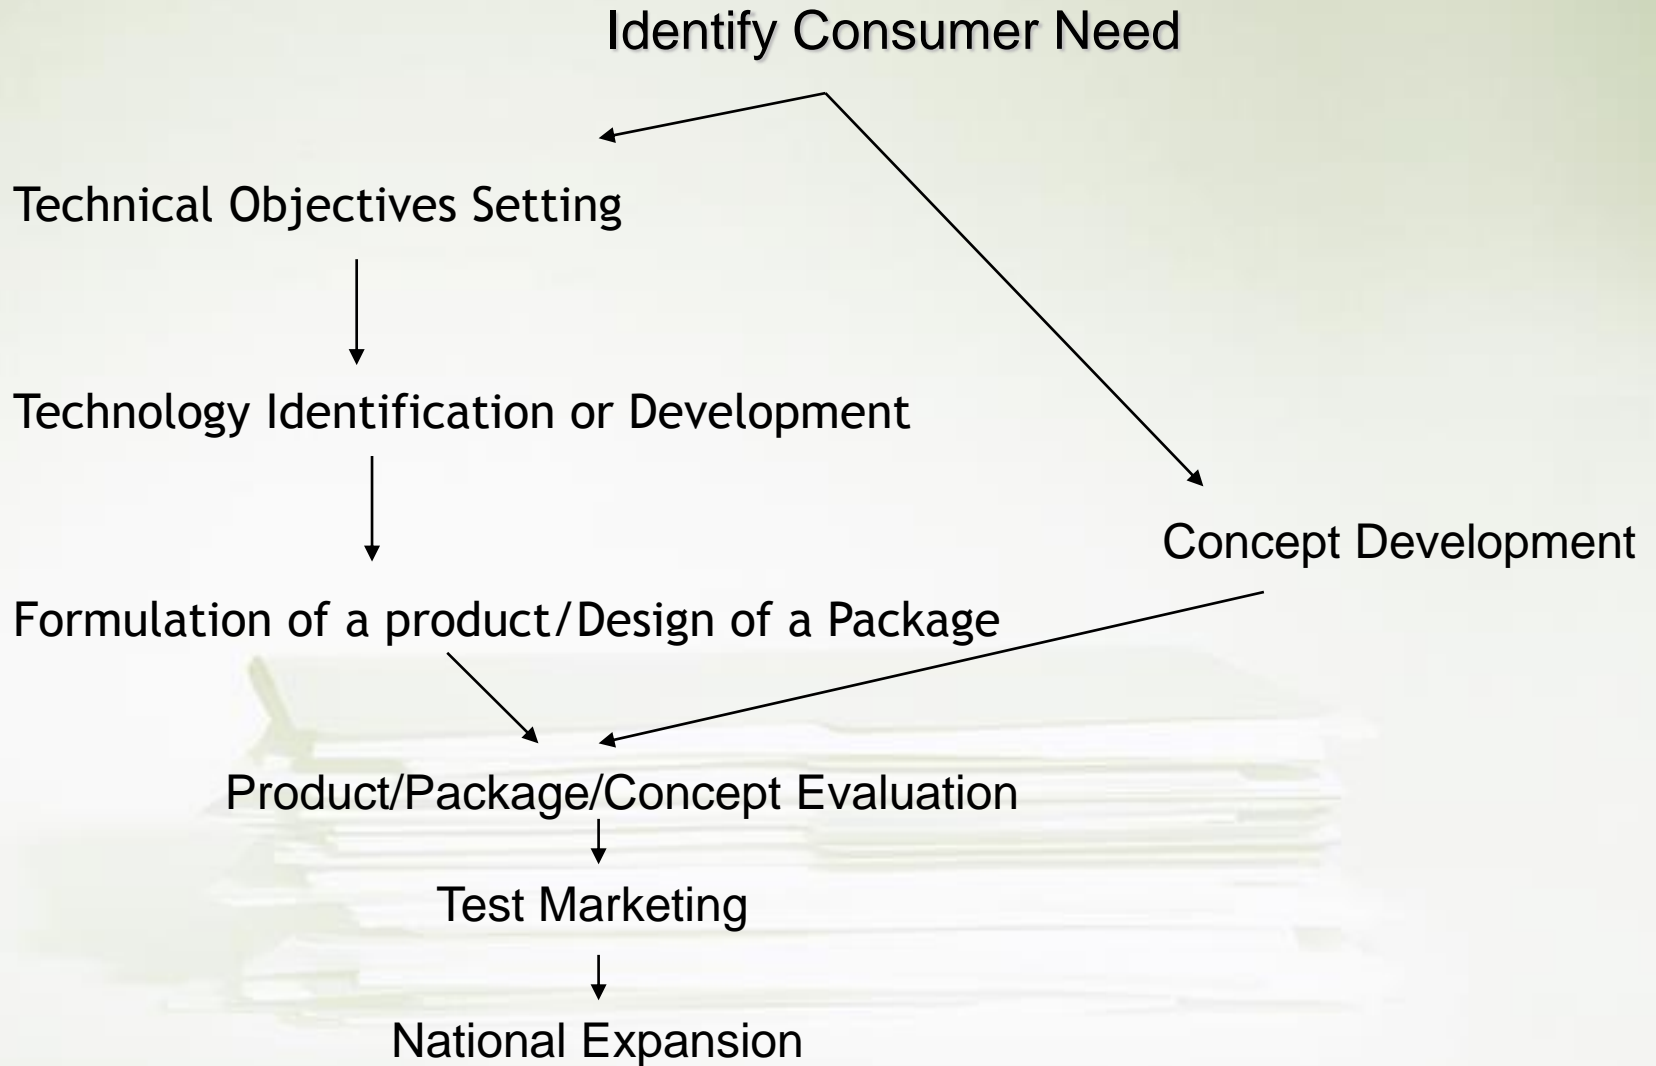 Identify Consumer Need
Technical Objectives Setting
Technology Identification or Development
Concept Development
Formulation of a product/Design of a Package
Product/Package/Concept Evaluation
Test Marketing
National Expansion